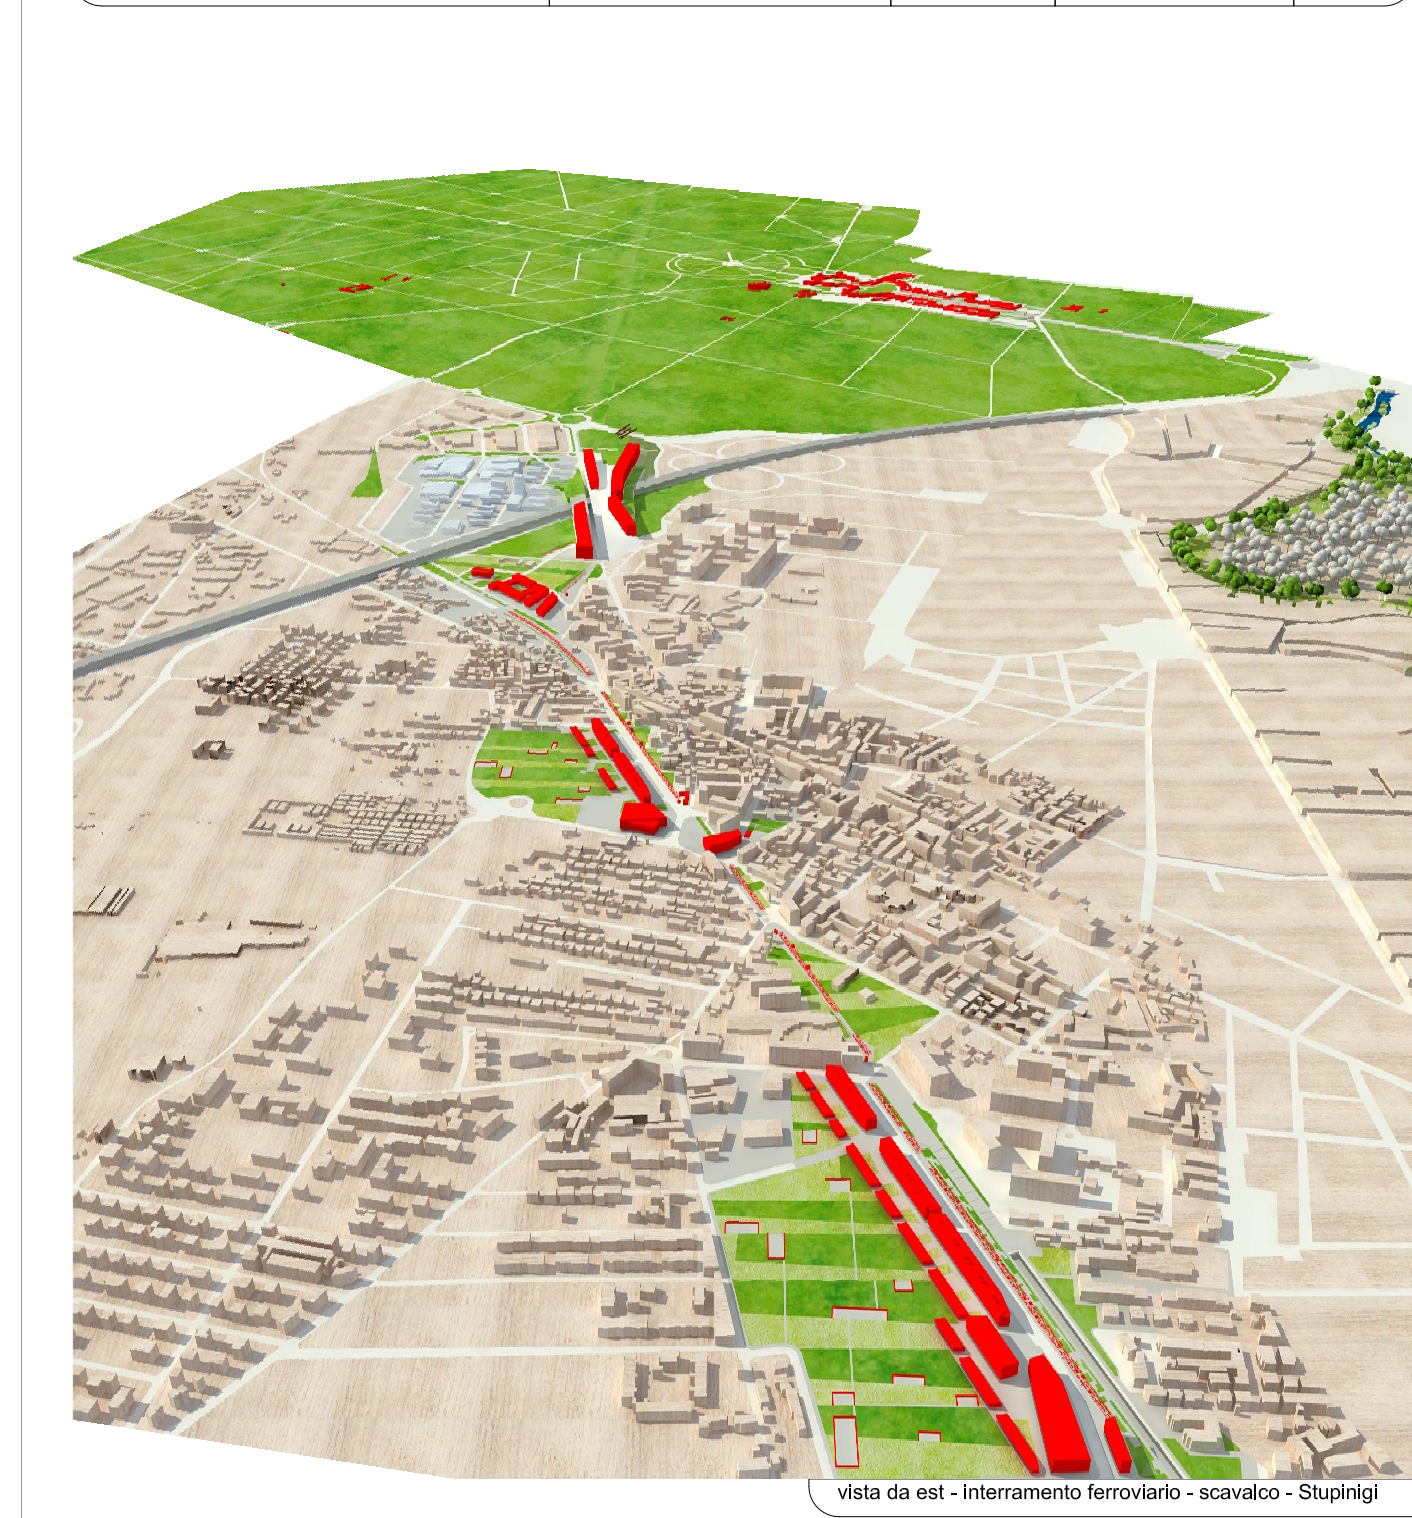 vista da est - interramento ferroviario - scavalco - Stupinigi